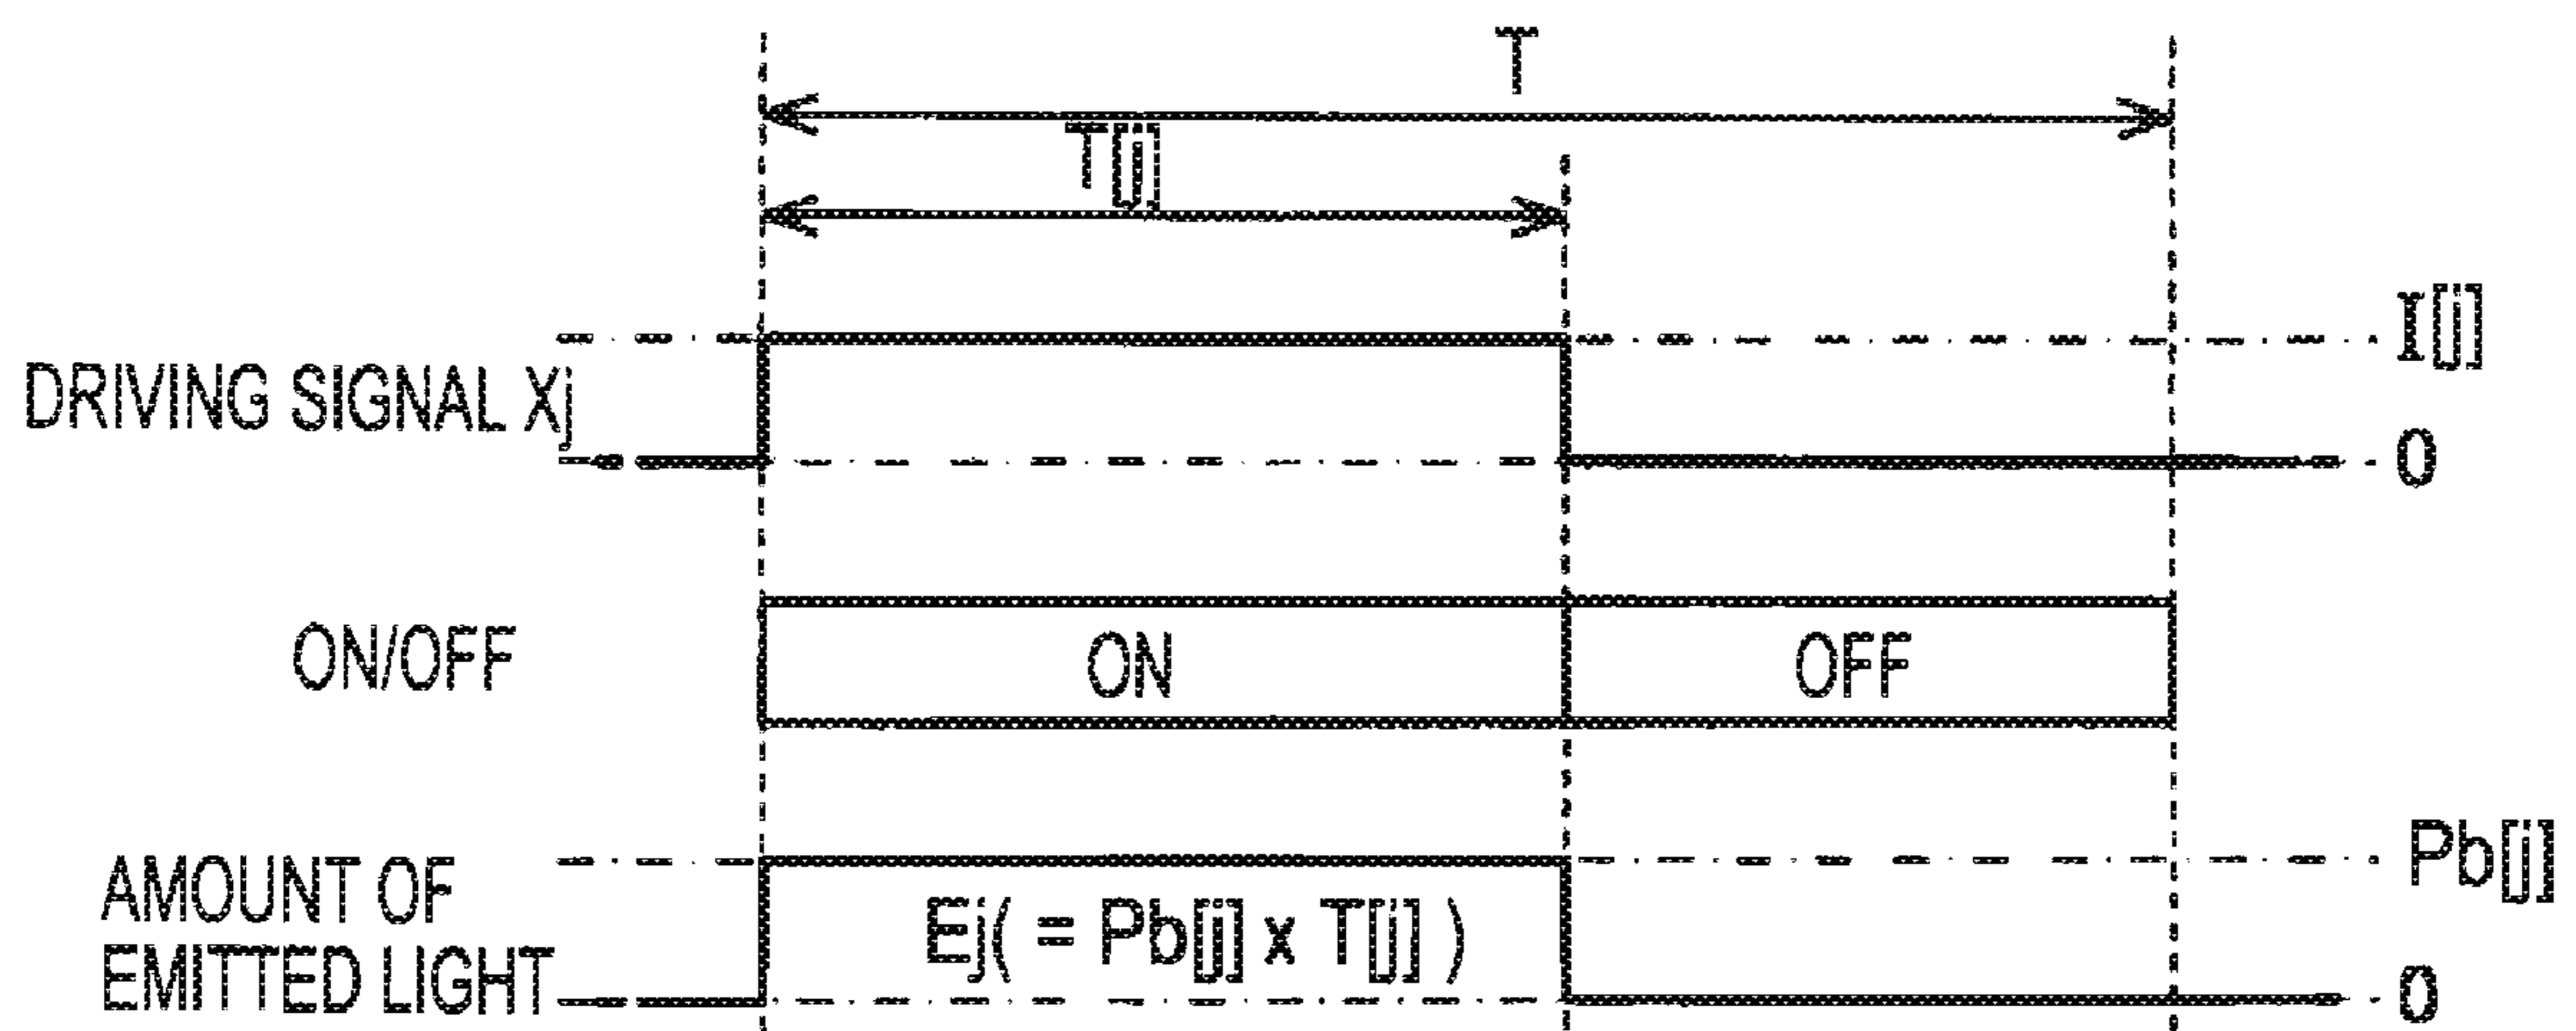 T
T[j]
I[j]
DRIVING SIGNAL Xj
0
ON/OFF
ON
OFF
Pb[j]
AMOUNT OF
EMITTED LIGHT
Ej( = Pb[j] x T[j] )
0